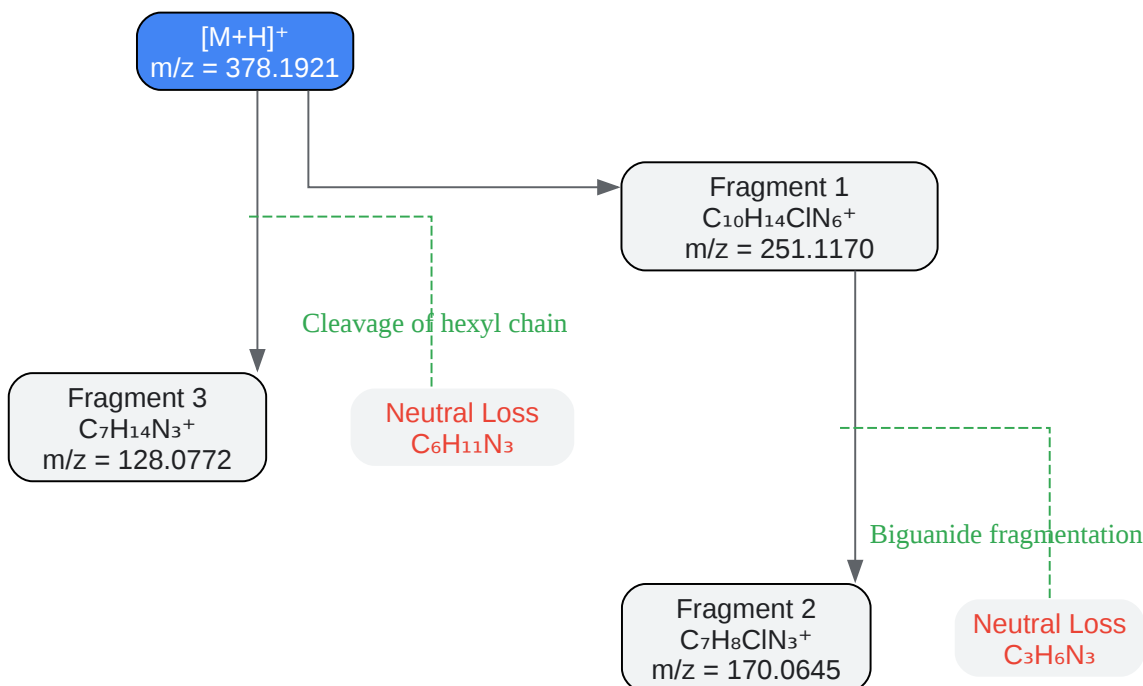 [M+H]⁺
m/z = 378.1921
Fragment 1
C₁₀H₁₄ClN₆⁺
m/z = 251.1170
Cleavage of hexyl chain
Fragment 3
C₇H₁₄N₃⁺
m/z = 128.0772
Neutral Loss
C₆H₁₁N₃
Biguanide fragmentation
Fragment 2
C₇H₈ClN₃⁺
m/z = 170.0645
Neutral Loss
C₃H₆N₃